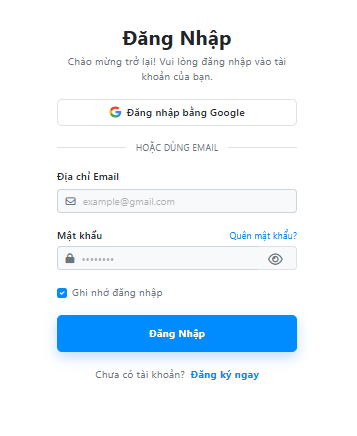 Đăng Nhập
Chào mừng trở lại! Vui lòng đăng nhập vào tài
khoản của bạn.
Đăng nhập bằng Google
HOẶC DÙNG EMAIL
Địa chỉ Email
example@gmail.com
Mật khẩu Quên mật khẩu?
••••••••
Ghi nhớ đăng nhập
Đăng Nhập
Chưa có tài khoản? Đăng ký ngay